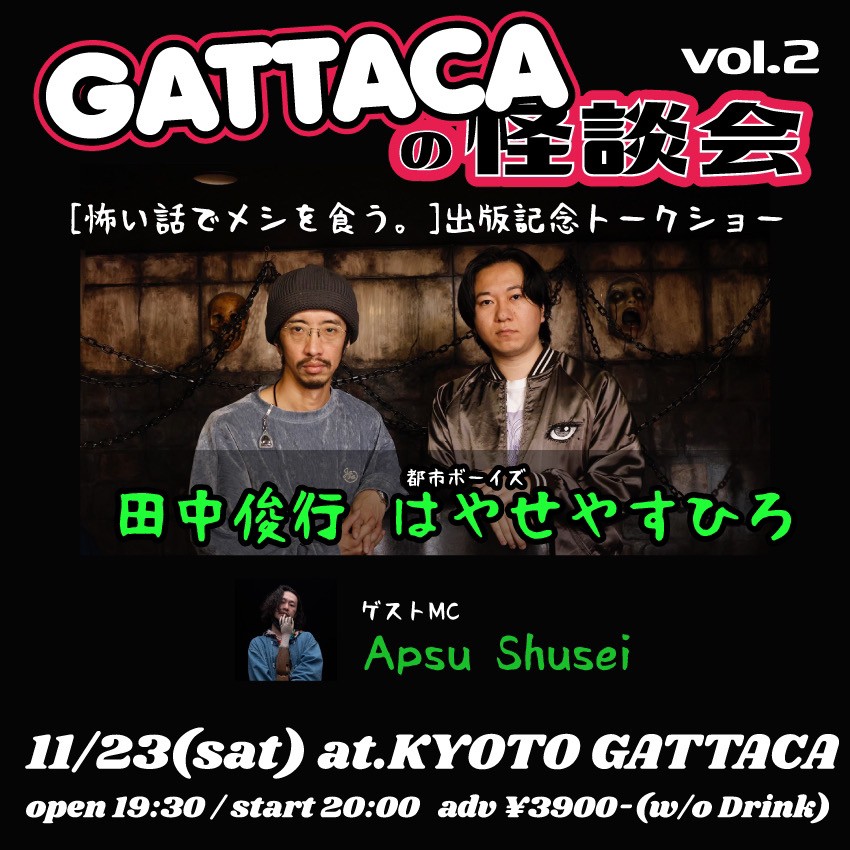 GATTACA
vol.2
の怪談会
[怖い話でメシを食う。]出版記念トークショー
都市ボーイズ
田中俊行 はやせやすひろ
ゲストMC
Apsu Shusei
11/23(sat) at.KYOTO GATTACA
open 19:30 / start 20:00 adv ¥3900-(w/o Drink)